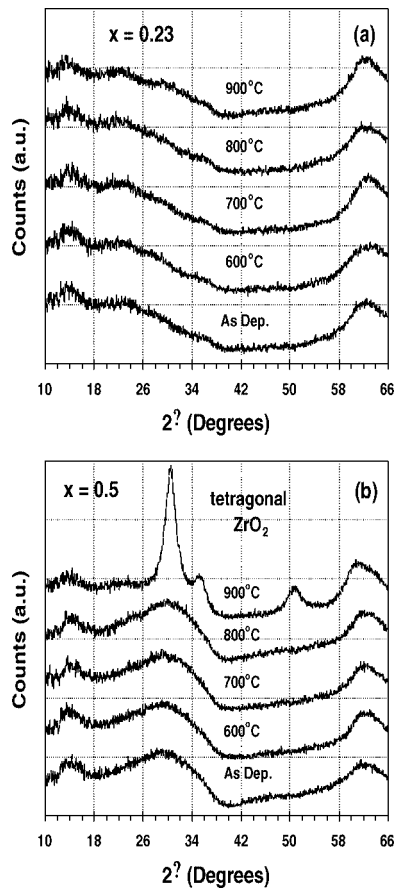 x = 0.23
(a)
900°C
800°C
700°C
600°C
As Dep.
Counts (a.u.)
10 18 26 34 42 50 58 66
2? (Degrees)
x = 0.5
(b)
tetragonal
ZrO2
900°C
800°C
700°C
600°C
As Dep.
Counts (a.u.)
10 18 26 34 42 50 58 66
2? (Degrees)